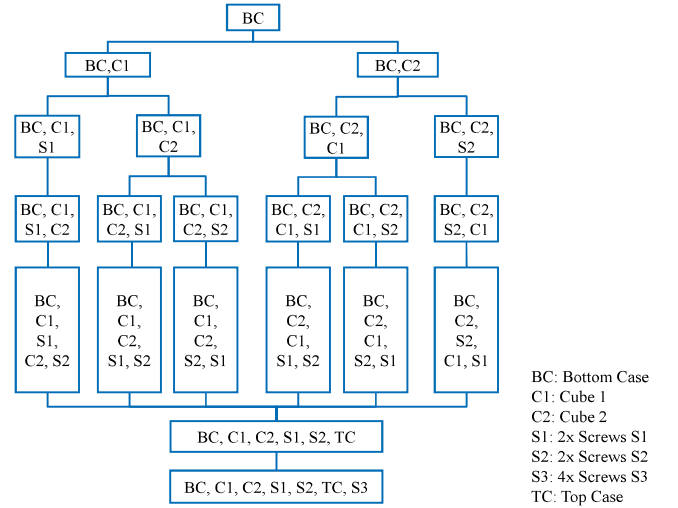 BC
BC,C1
BC,C2
BC, C1,
S1
BC, C1,
C2
BC, C2,
C1
BC, C2,
S2
BC, C1,
S1, C2
BC, C1,
C2, S1
BC, C1,
C2, S2
BC, C2,
C1, S1
BC, C2,
C1, S2
BC, C2,
S2, C1
BC,
C1,
S1,
C2, S2
BC,
C1,
C2,
S1, S2
BC,
C1,
C2,
S2, S1
BC,
C2,
C1,
S1, S2
BC,
C2,
C1,
S2, S1
BC,
C2,
S2,
C1, S1
BC, C1, C2, S1, S2, TC
BC, C1, C2, S1, S2, TC, S3
BC: Bottom Case
C1: Cube 1
C2: Cube 2
S1: 2x Screws S1
S2: 2x Screws S2
S3: 4x Screws S3
TC: Top Case